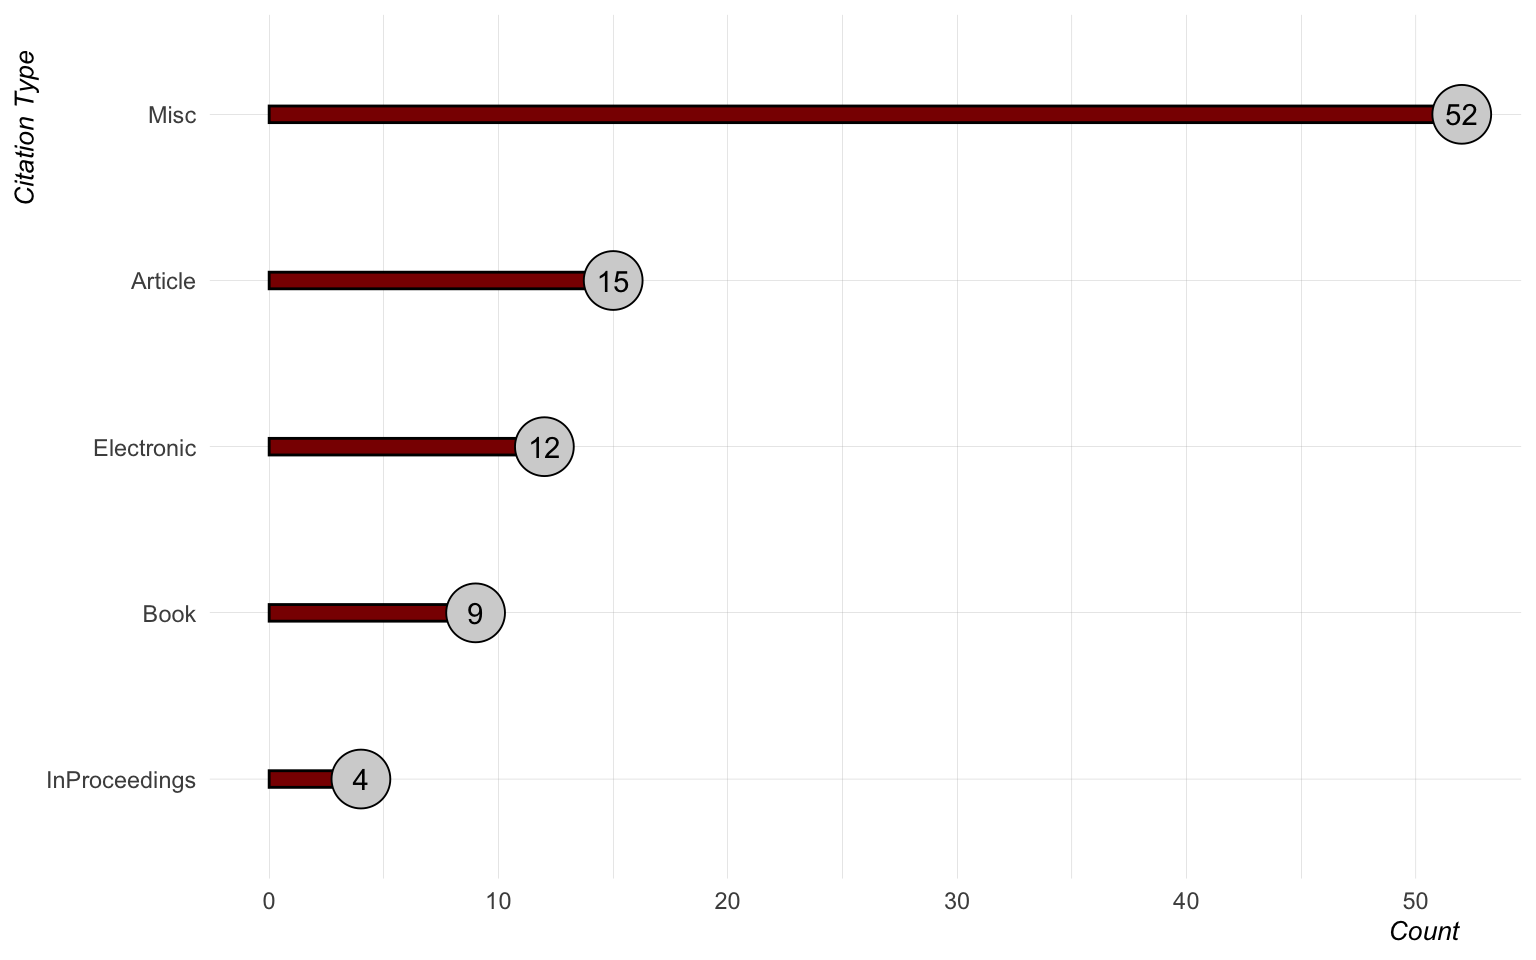 Citation Type
Misc
52
Article
15
Electronic
12
Book
9
InProceedings
4
0 10 20 30 40 50
Count